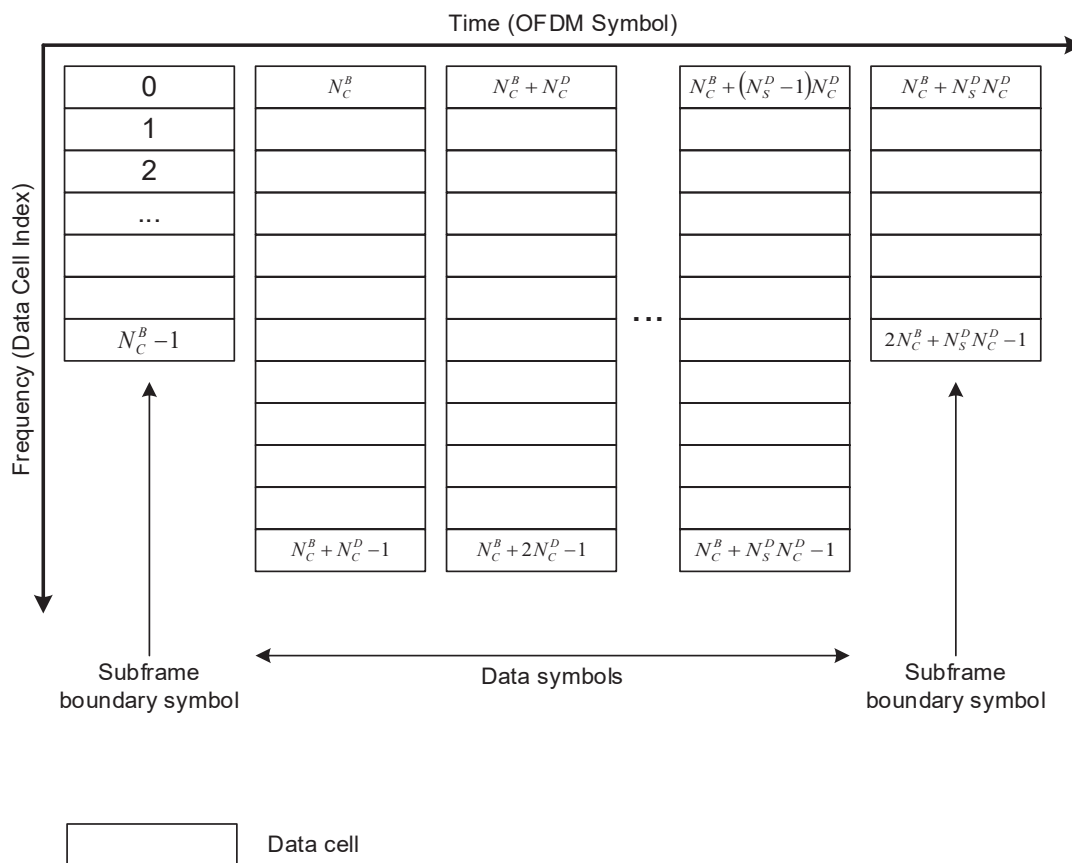 Time (OFDM Symbol)
Frequency (Data Cell Index)
0
1
2
...
N_C^B − 1
N_C^B
N_C^B + N_C^D − 1
N_C^B + N_C^D
N_C^B + 2N_C^D − 1
...
N_C^B + (N_S^D − 1)N_C^D
N_C^B + N_S^D N_C^D − 1
N_C^B + N_S^D N_C^D
2N_C^B + N_S^D N_C^D − 1
Subframe
boundary symbol
Data symbols
Subframe
boundary symbol
Data cell